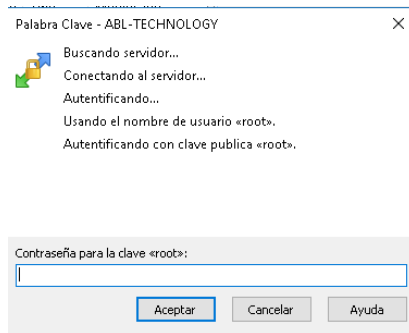 Palabra Clave - ABL-TECHNOLOGY
Buscando servidor...
Conectando al servidor...
Autentificando...
Usando el nombre de usuario «root».
Autentificando con clave publica «root».
Contraseña para la clave «root»:
Aceptar
Cancelar
Ayuda